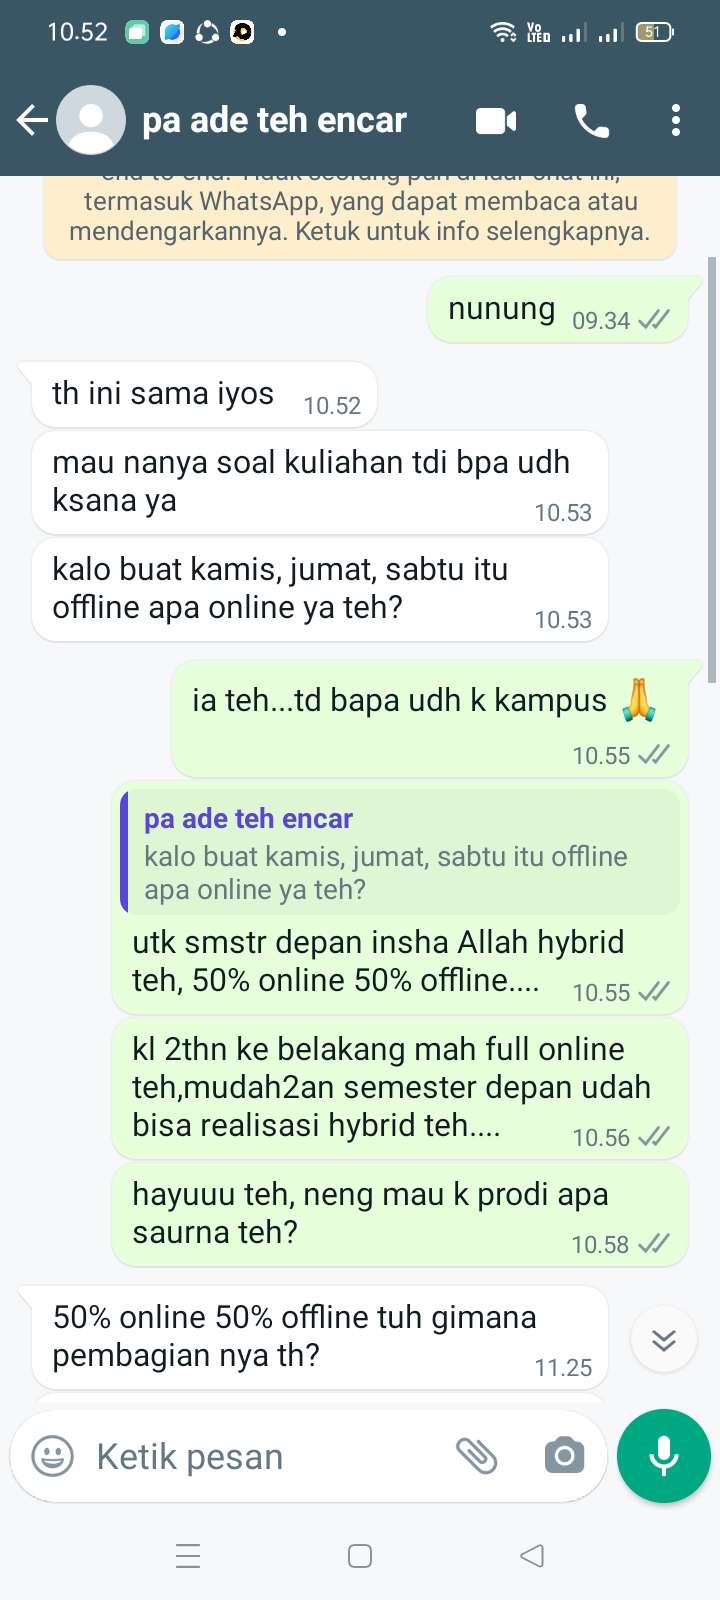 10.52
Vo
LTE
51
pa ade teh encar
termasuk WhatsApp, yang dapat membaca atau
mendengarkannya. Ketuk untuk info selengkapnya.
nunung 09.34
th ini sama iyos 10.52
mau nanya soal kuliahan tdi bpa udh
ksana ya 10.53
kalo buat kamis, jumat, sabtu itu
offline apa online ya teh? 10.53
ia teh...td bapa udh k kampus 🙏
10.55
pa ade teh encar
kalo buat kamis, jumat, sabtu itu offline
apa online ya teh?
utk smstr depan insha Allah hybrid
teh, 50% online 50% offline.... 10.55
kl 2thn ke belakang mah full online
teh,mudah2an semester depan udah
bisa realisasi hybrid teh.... 10.56
hayuuu teh, neng mau k prodi apa
saurna teh? 10.58
50% online 50% offline tuh gimana
pembagian nya th? 11.25
Ketik pesan